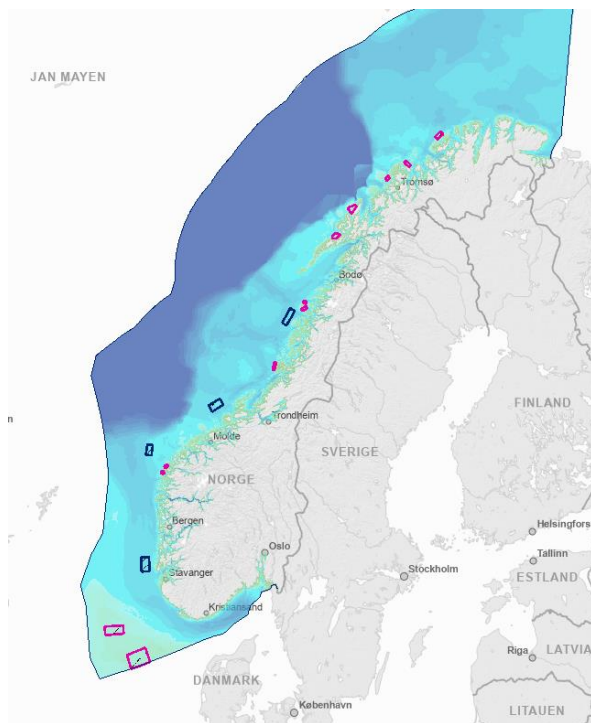 JAN MAYEN
Tromsø
Bodø
FINLAND
Trondheim
Molde
SVERIGE
NORGE
Bergen
Helsingfors
Oslo
Tallinn
Stockholm
Stavanger
ESTLAND
Kristiansand
Riga
LATVIA
DANMARK
København
LITAUEN